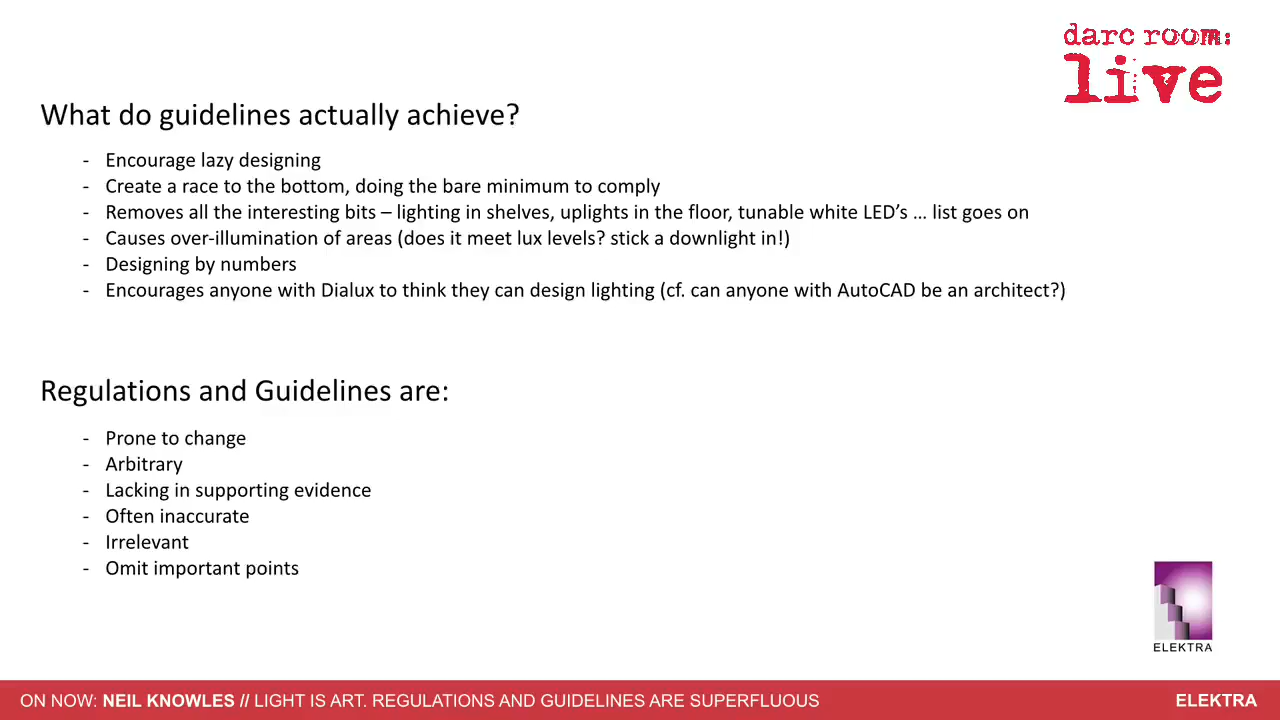 darc room:
live
What do guidelines actually achieve?
- Encourage lazy designing
- Create a race to the bottom, doing the bare minimum to comply
- Removes all the interesting bits – lighting in shelves, uplights in the floor, tunable white LED’s … list goes on
- Causes over-illumination of areas (does it meet lux levels? stick a downlight in!)
- Designing by numbers
- Encourages anyone with Dialux to think they can design lighting (cf. can anyone with AutoCAD be an architect?)
Regulations and Guidelines are:
- Prone to change
- Arbitrary
- Lacking in supporting evidence
- Often inaccurate
- Irrelevant
- Omit important points
ELEKTRA
ON NOW: NEIL KNOWLES // LIGHT IS ART. REGULATIONS AND GUIDELINES ARE SUPERFLUOUS
ELEKTRA